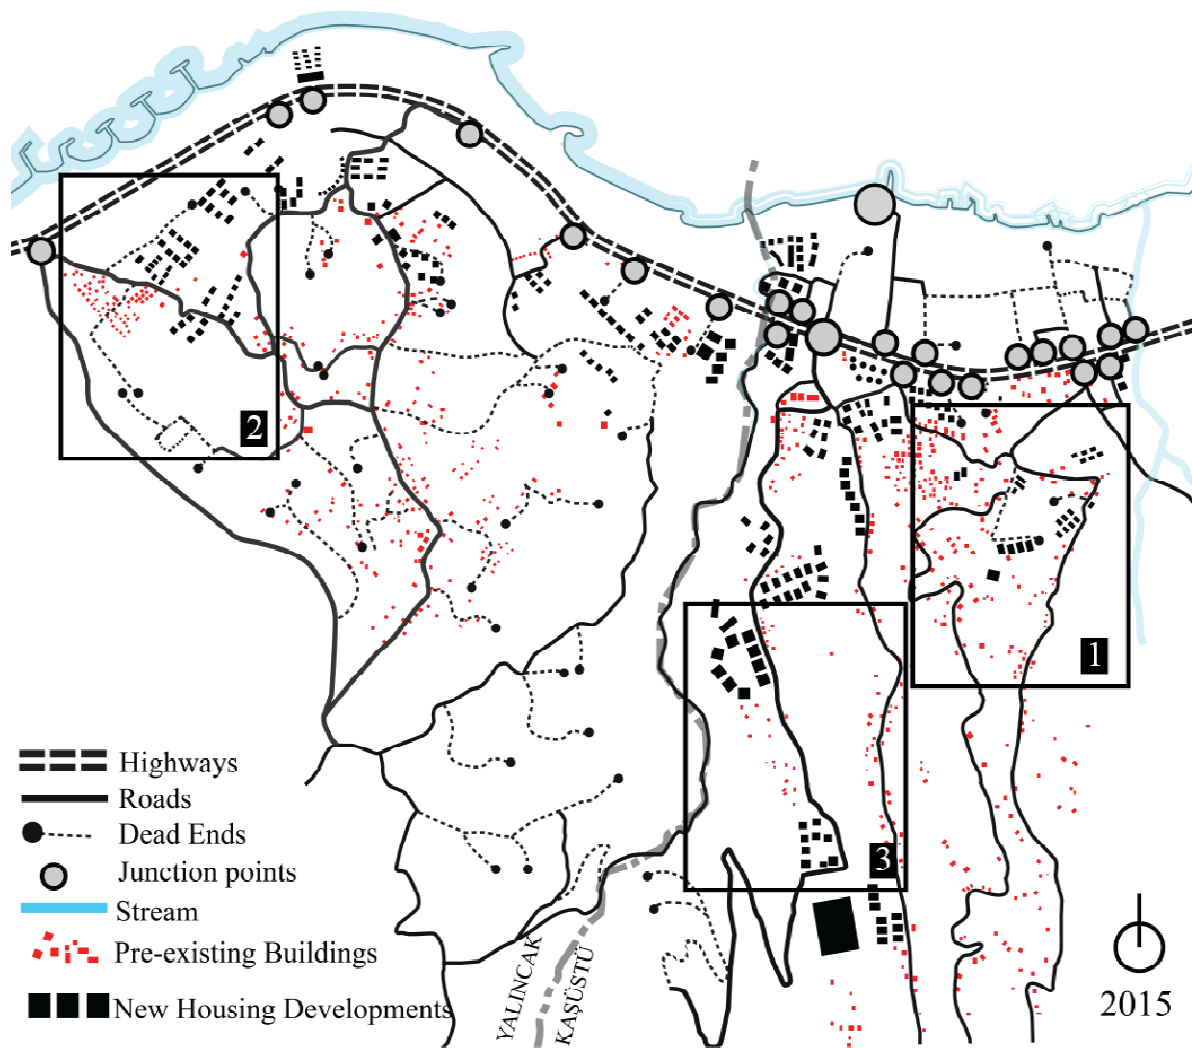 2
1
3
Highways
Roads
Dead Ends
Junction points
Stream
Pre-existing Buildings
New Housing Developments
YALINCAK
KAŞÜSTÜ
2015